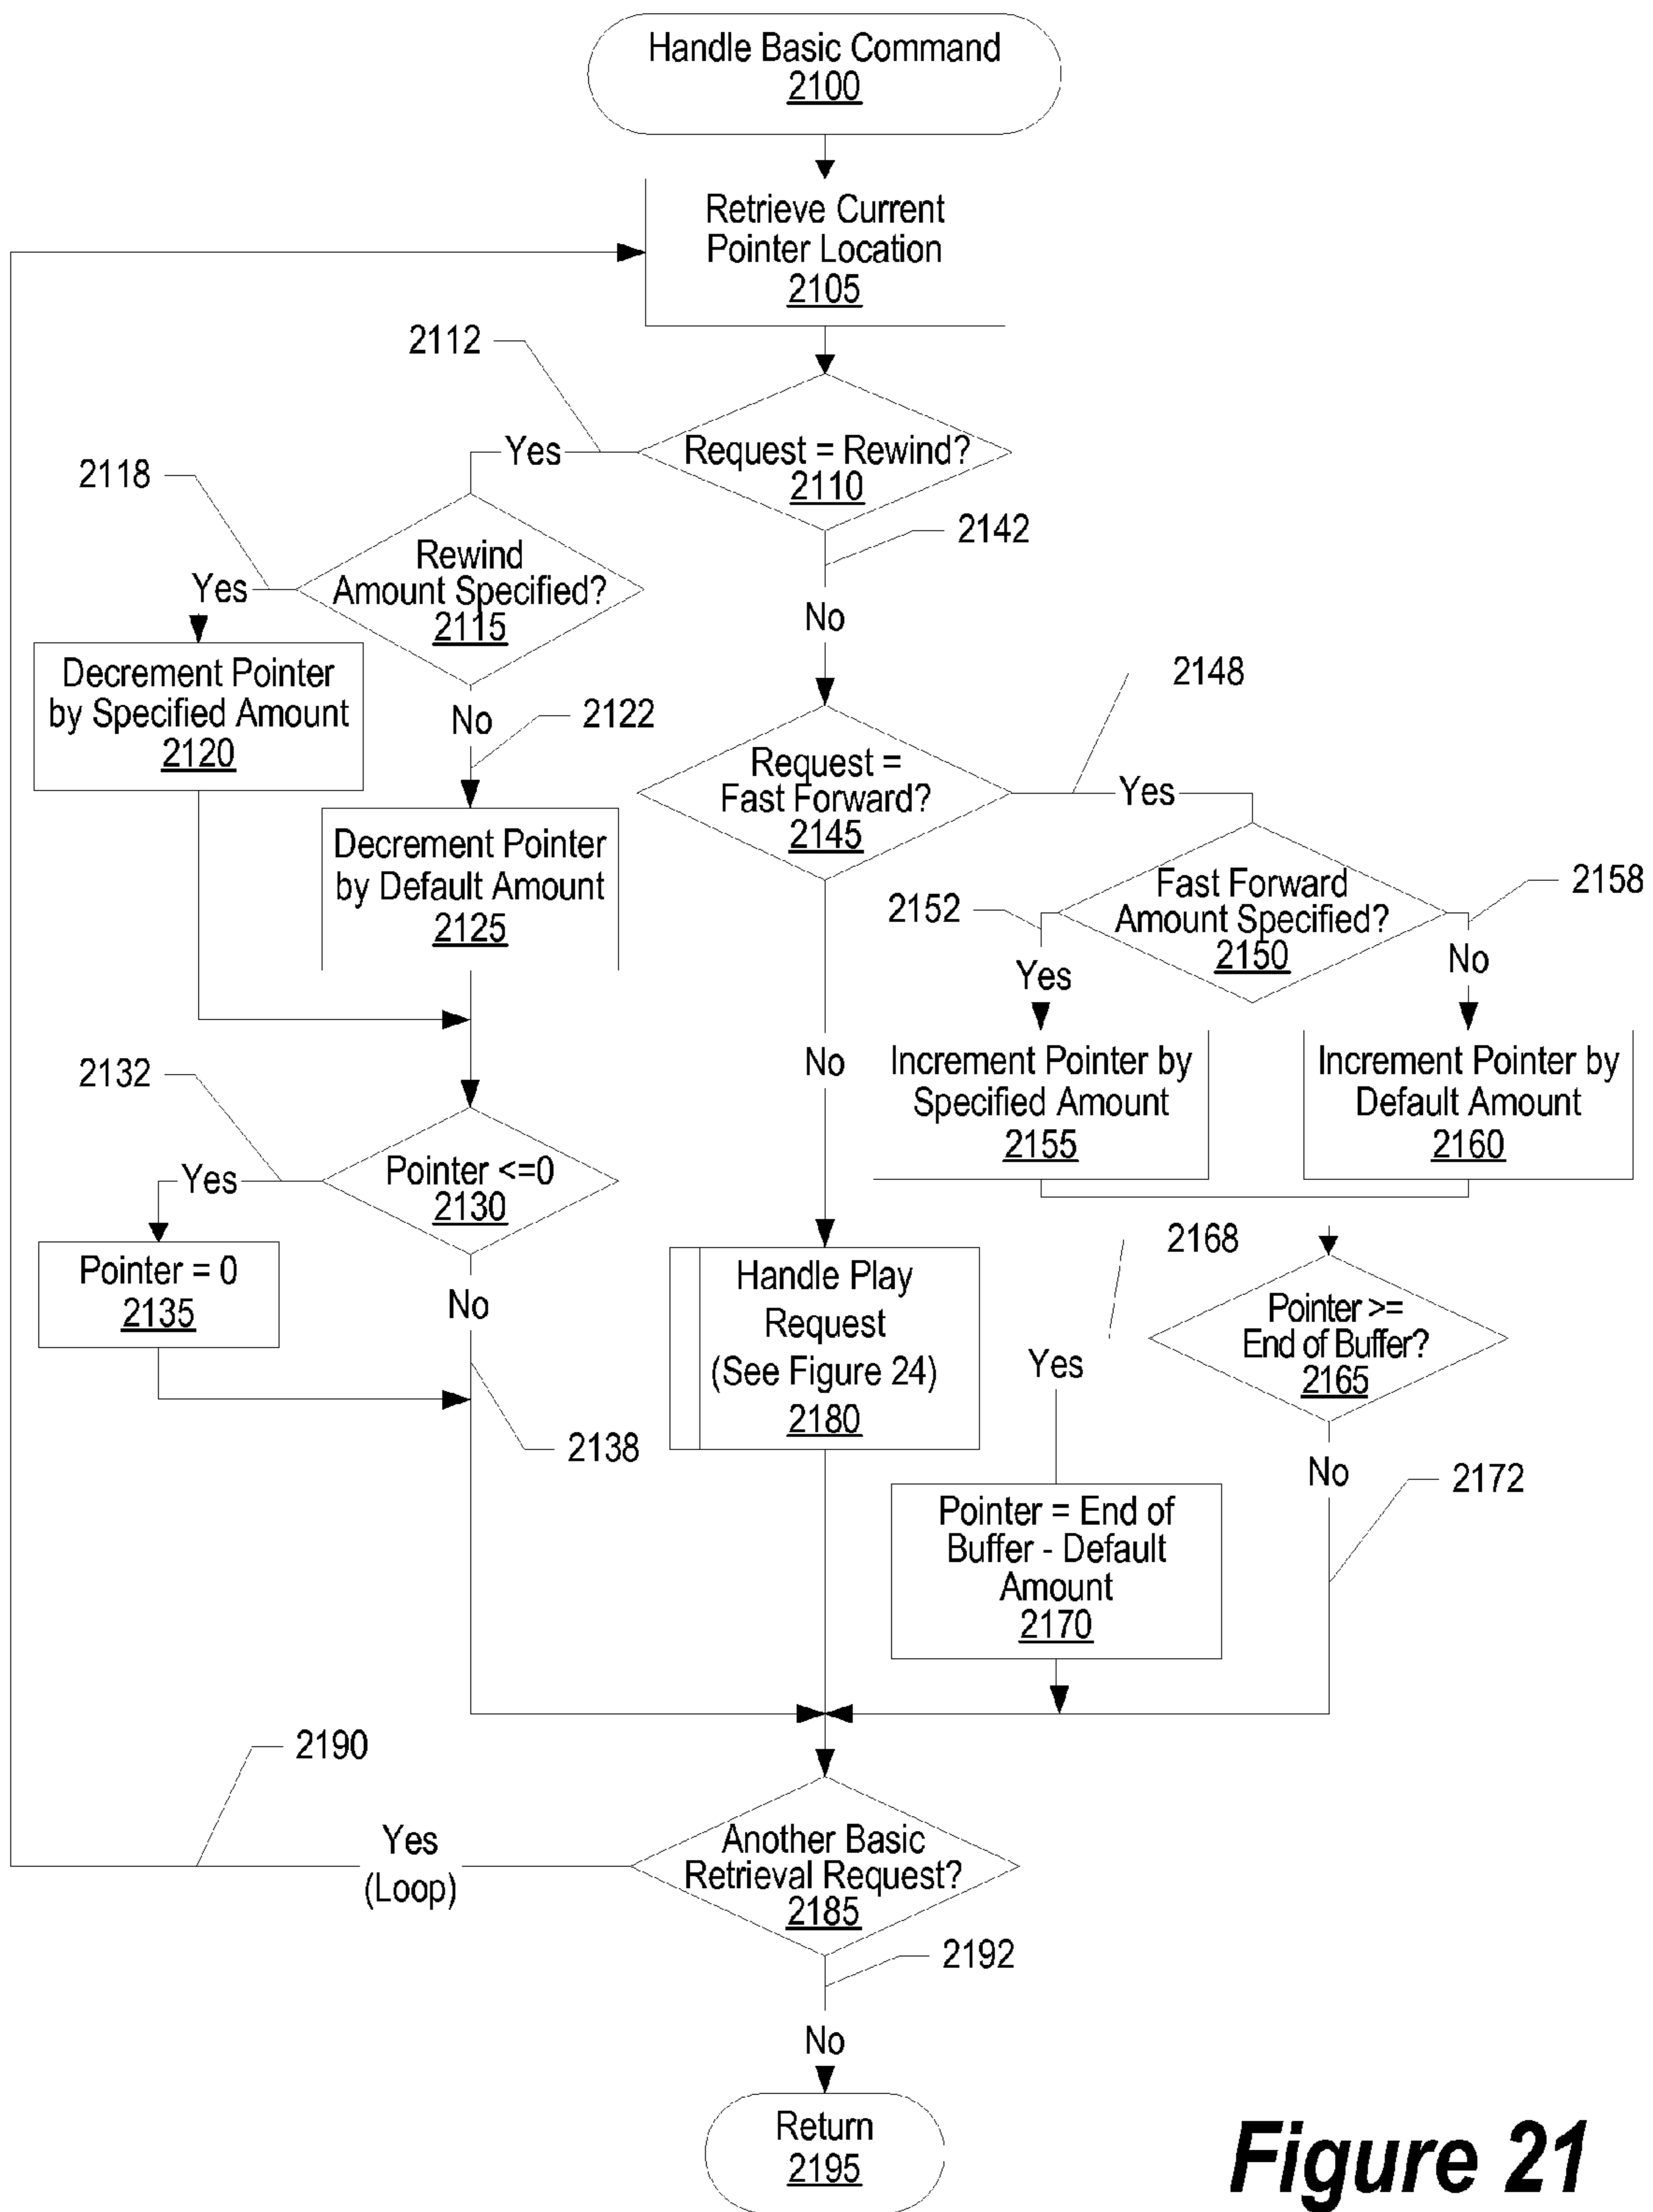 Handle Basic Command
2100
Retrieve Current
Pointer Location
2105
2112
Yes
Request = Rewind?
2110
2118
2142
Rewind
Amount Specified?
2115
Yes
No
Decrement Pointer
by Specified Amount
2120
No
2122
2148
Request =
Fast Forward?
2145
Yes
Decrement Pointer
by Default Amount
2125
2152
Fast Forward
Amount Specified?
2150
2158
Yes
No
No
Increment Pointer by
Specified Amount
2155
Increment Pointer by
Default Amount
2160
2132
Yes
Pointer <=0
2130
Pointer = 0
2135
No
2138
Handle Play
Request
(See Figure 24)
2180
2168
Yes
Pointer >=
End of Buffer?
2165
No
2172
Pointer = End of
Buffer - Default
Amount
2170
2190
Yes
(Loop)
Another Basic
Retrieval Request?
2185
2192
No
Return
2195
Figure 21